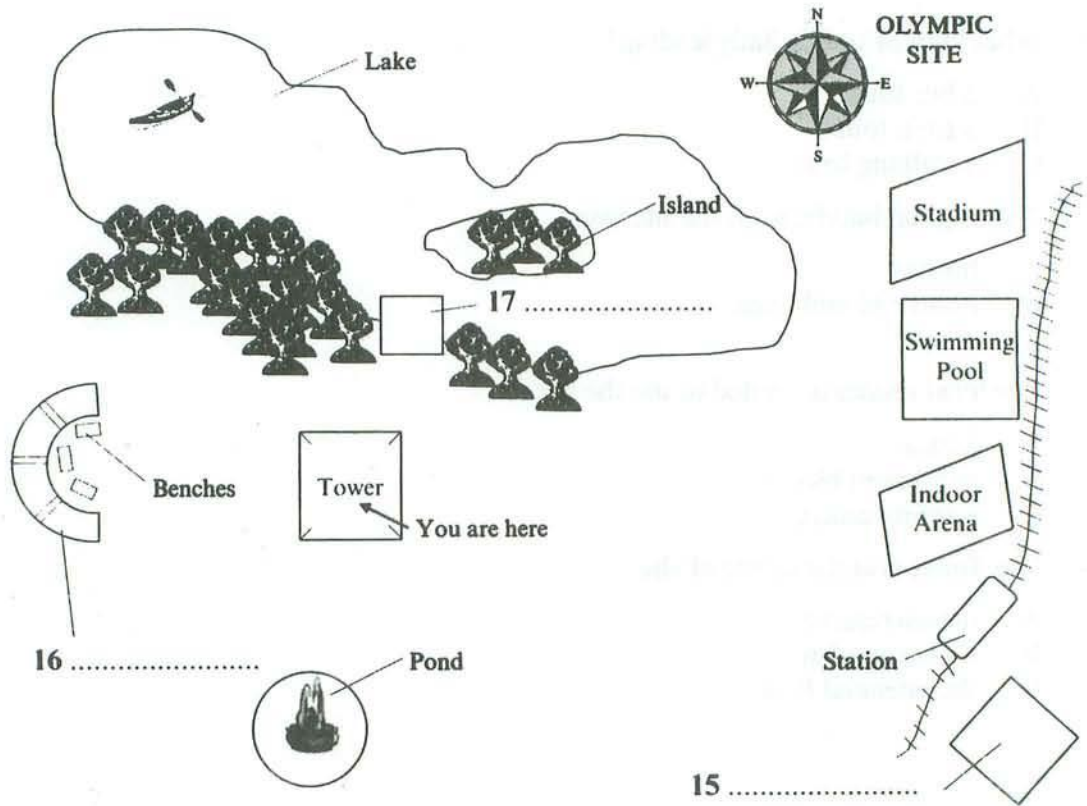 N
OLYMPIC
SITE
W
E
S
Lake
Island
Stadium
17 ........................
Swimming
Pool
Benches
Tower
You are here
Indoor
Arena
16 ........................
Pond
Station
15 ........................